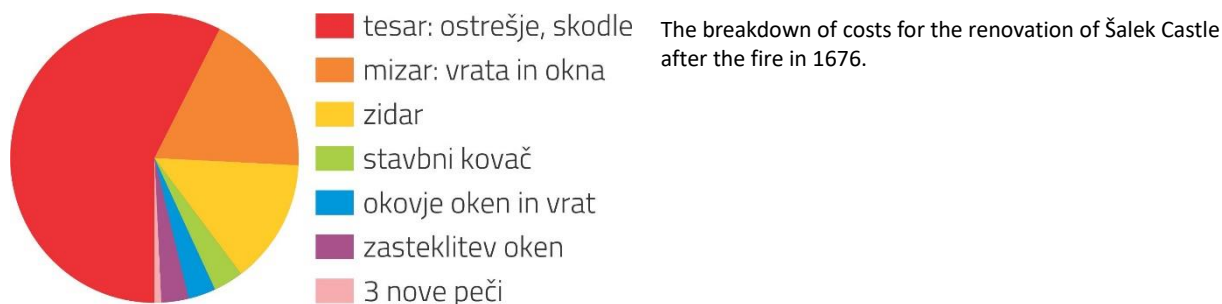 tesar: ostrešje, skodle
mizar: vrata in okna
zidar
stavbni kovač
okovje oken in vrat
zasteklitev oken
3 nove peči
The breakdown of costs for the renovation of Šalek Castle
after the fire in 1676.